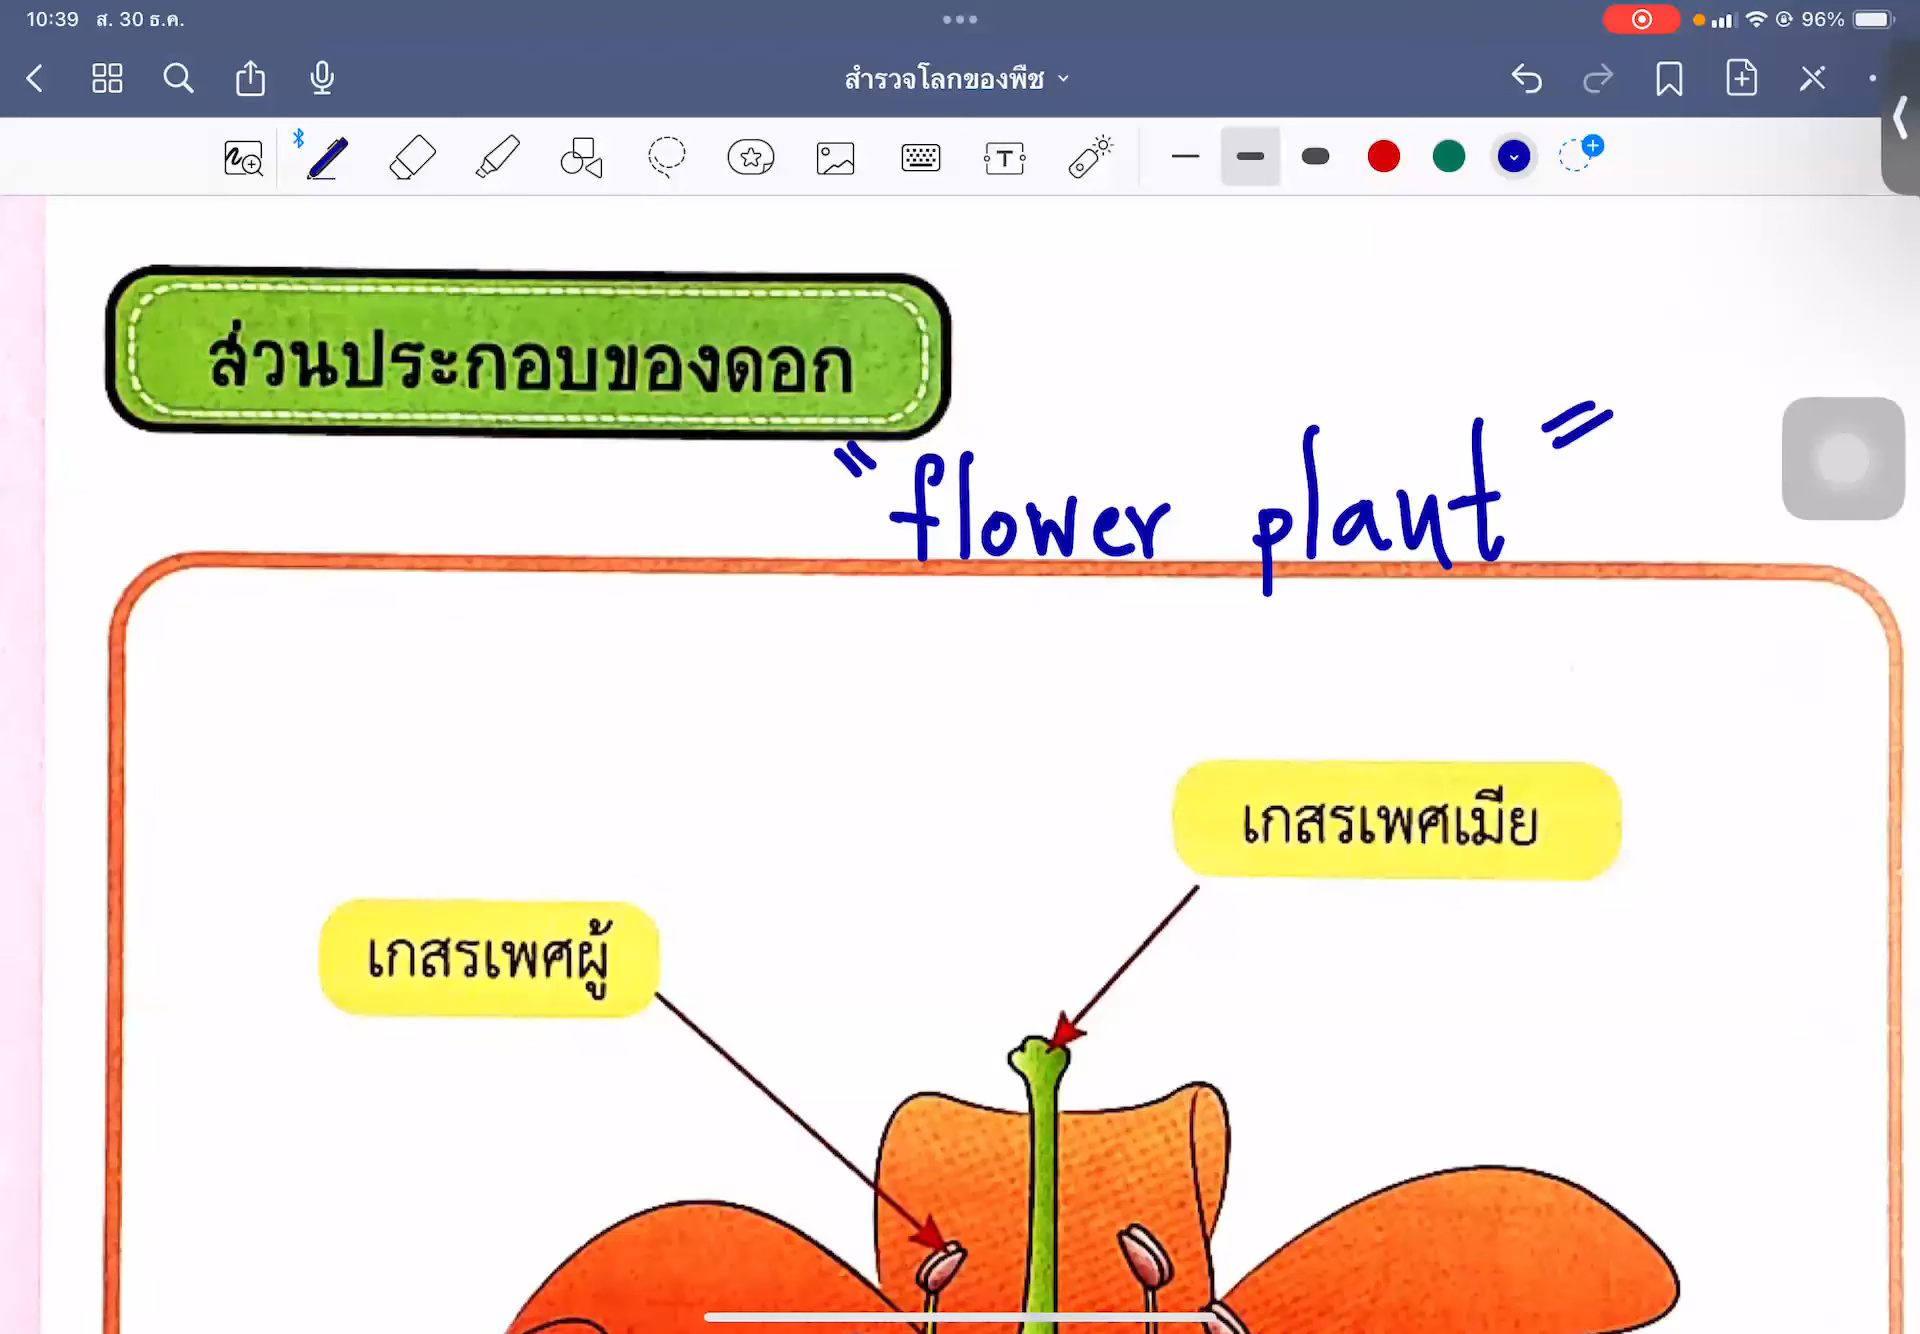 10:39 ส. 30 ธ.ค.
96%
สำรวจโลกของพืช
T
ส่วนประกอบของดอก
"flower plant"
เกสรเพศเมีย
เกสรเพศผู้